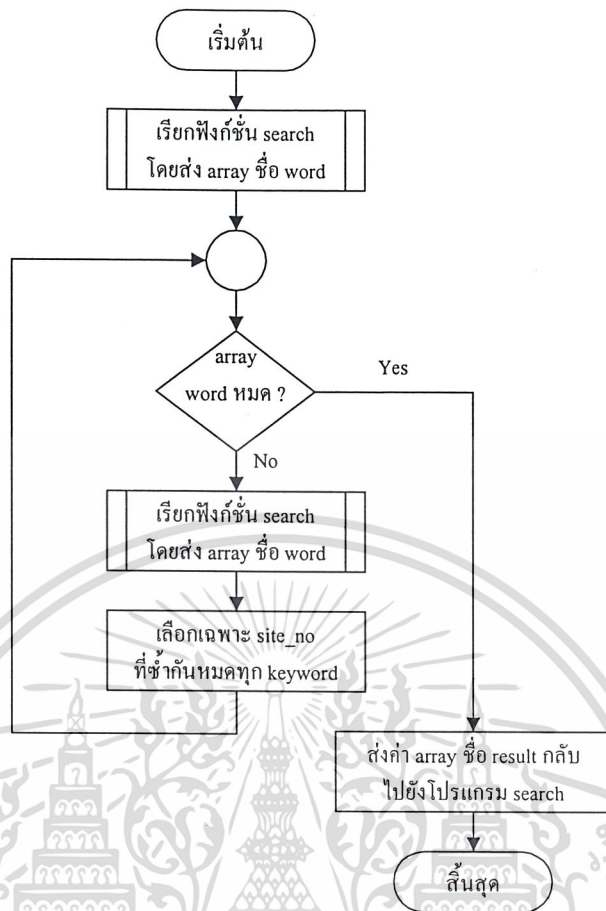 เริ่มต้น
เรียกฟังก์ชั่น search
โดยส่ง array ชื่อ word
array
word หมด ?
Yes
No
เรียกฟังก์ชั่น search
โดยส่ง array ชื่อ word
เลือกเฉพาะ site_no
ที่ซ้ำกันหมดทุก keyword
ส่งค่า array ชื่อ result กลับ
ไปยังโปรแกรม search
สิ้นสุด